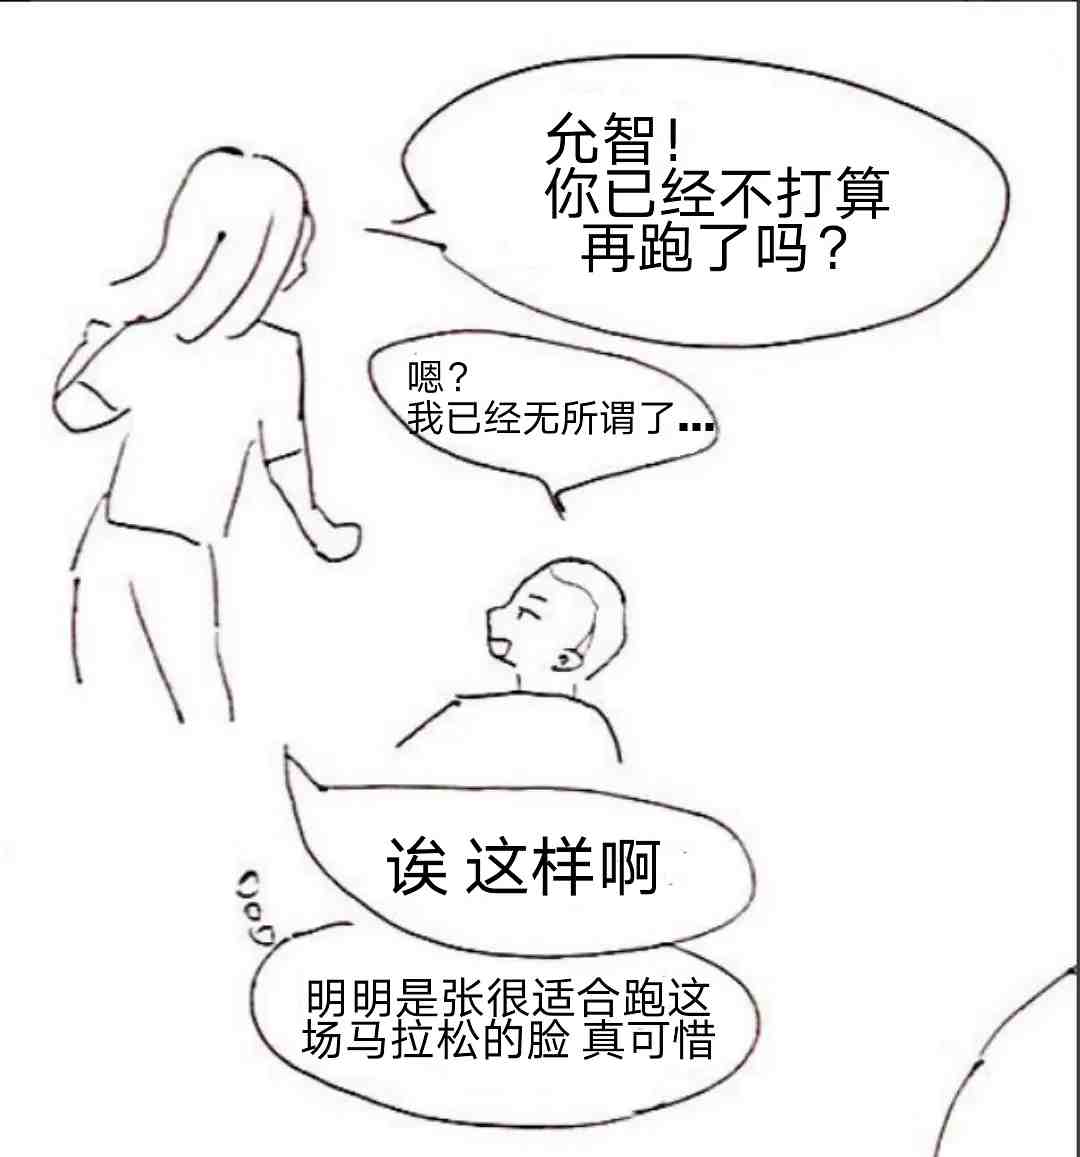 允智!
你已经不打算
再跑了吗?
嗯?
我已经无所谓了...
诶 这样啊
明明是张很适合跑这
场马拉松的脸 真可惜